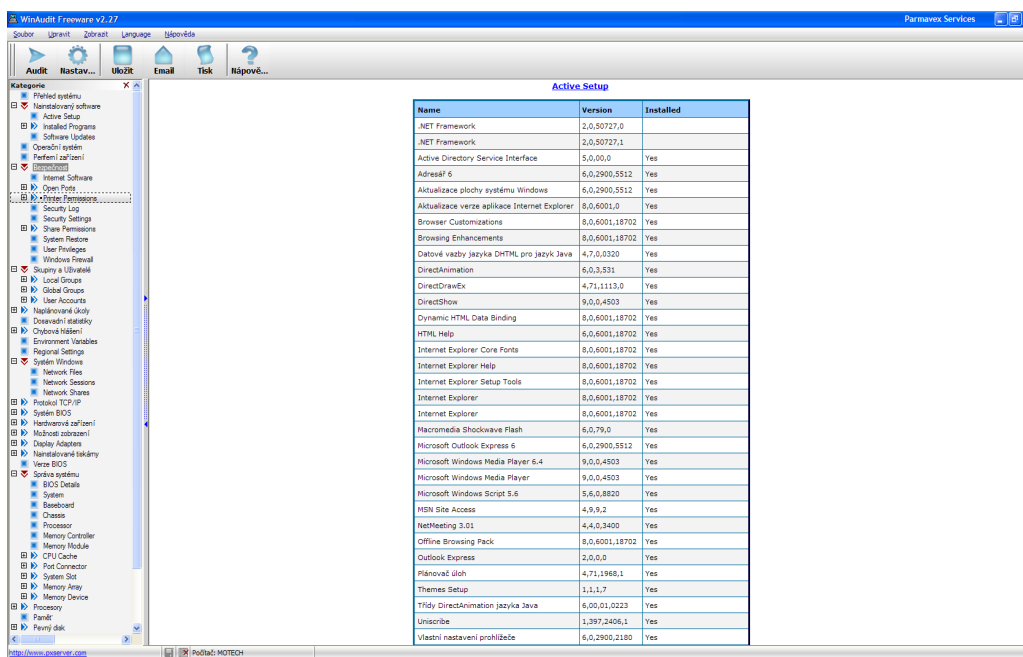 WinAudit Freeware v2.27
Parmavex Services
Soubor Upravit Zobrazit Language Nápověda
Audit Nastav... Uložit Email Tisk Nápově...
Kategorie
Přehled systému
Nainstalovaný software
Active Setup
Installed Programs
Software Updates
Operační systém
Periferní zařízení
Bezpečnost
Internet Software
Open Ports
Printer Permissions
Security Log
Security Settings
Share Permissions
System Restore
User Privileges
Windows Firewall
Skupiny a Uživatelé
Local Groups
Global Groups
User Accounts
Naplánované úkoly
Dosavadní statistiky
Chybová hlášení
Environment Variables
Regional Settings
Systém Windows
Network Files
Network Sessions
Network Shares
Protokol TCP/IP
Systém BIOS
Hardwarová zařízení
Možnosti zobrazení
Display Adapters
Nainstalované tiskárny
Verze BIOS
Správa systému
BIOS Details
System
Baseboard
Chassis
Processor
Memory Controller
Memory Module
CPU Cache
Port Connector
System Slot
Memory Array
Memory Device
Procesory
Paměť
Pevný disk
Active Setup
Name Version Installed
.NET Framework 2,0,50727,0
.NET Framework 2,0,50727,1
Active Directory Service Interface 5,0,00,0 Yes
Adresář 6 6,0,2900,5512 Yes
Aktualizace plochy systému Windows 6,0,2900,5512 Yes
Aktualizace verze aplikace Internet Explorer 8,0,6001,0 Yes
Browser Customizations 8,0,6001,18702 Yes
Browsing Enhancements 8,0,6001,18702 Yes
Datové vazby jazyka DHTML pro jazyk Java 4,7,0,0320 Yes
DirectAnimation 6,0,3,531 Yes
DirectDrawEx 4,71,1113,0 Yes
DirectShow 9,0,0,4503 Yes
Dynamic HTML Data Binding 8,0,6001,18702 Yes
HTML Help 6,0,6001,18702 Yes
Internet Explorer Core Fonts 8,0,6001,18702 Yes
Internet Explorer Help 8,0,6001,18702 Yes
Internet Explorer Setup Tools 8,0,6001,18702 Yes
Internet Explorer 8,0,6001,18702 Yes
Internet Explorer 8,0,6001,18702 Yes
Macromedia Shockwave Flash 6,0,79,0 Yes
Microsoft Outlook Express 6 6,0,2900,5512 Yes
Microsoft Windows Media Player 6.4 9,0,0,4503 Yes
Microsoft Windows Media Player 9,0,0,4503 Yes
Microsoft Windows Script 5.6 5,6,0,8820 Yes
MSN Site Access 4,9,9,2 Yes
NetMeeting 3.01 4,4,0,3400 Yes
Offline Browsing Pack 8,0,6001,18702 Yes
Outlook Express 2,0,0,0 Yes
Plánovač úloh 4,71,1968,1 Yes
Themes Setup 1,1,1,7 Yes
Třídy DirectAnimation jazyka Java 6,00,01,0223 Yes
Uniscribe 1,397,2406,1 Yes
Vlastní nastavení prohlížeče 6,0,2900,2180 Yes
http://www.pxserver.com Počítač: MOTECH